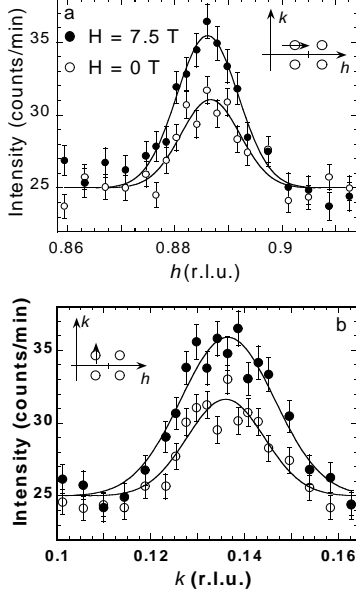 a
H = 7.5 T
H = 0 T
k
h
Intensity (counts/min)
35
30
25
0.86
0.88
0.9
h (r.l.u.)
b
k
h
Intensity (counts/min)
35
30
25
0.1
0.12
0.14
0.16
k (r.l.u.)